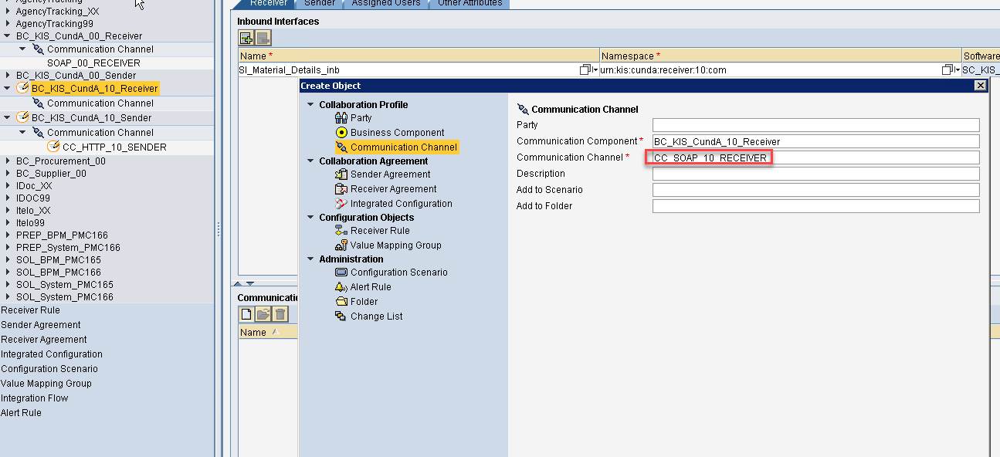 AgencyTracking
AgencyTracking_XX
AgencyTracking99
BC_KIS_CundA_00_Receiver
Communication Channel
SOAP_00_RECEIVER
BC_KIS_CundA_00_Sender
BC_KIS_CundA_10_Receiver
Communication Channel
BC_KIS_CundA_10_Sender
Communication Channel
CC_HTTP_10_SENDER
BC_Procurement_00
BC_Supplier_00
IDoc_XX
IDOC99
Itelo_XX
Itelo99
PREP_BPM_PMC166
PREP_System_PMC166
SOL_BPM_PMC165
SOL_BPM_PMC166
SOL_System_PMC165
SOL_System_PMC166
Receiver Rule
Sender Agreement
Receiver Agreement
Integrated Configuration
Configuration Scenario
Value Mapping Group
Integration Flow
Alert Rule
Receiver Sender Assigned Users Other Attributes
Inbound Interfaces
Name * Namespace * Software
SI_Material_Details_inb urn:kis:cunda:receiver:10:com SC_KIS_
Communicatio
Name
Create Object
Collaboration Profile
Party
Business Component
Communication Channel
Collaboration Agreement
Sender Agreement
Receiver Agreement
Integrated Configuration
Configuration Objects
Receiver Rule
Value Mapping Group
Administration
Configuration Scenario
Alert Rule
Folder
Change List
Communication Channel
Party
Communication Component * BC_KIS_CundA_10_Receiver
Communication Channel * CC_SOAP_10_RECEIVER
Description
Add to Scenario
Add to Folder